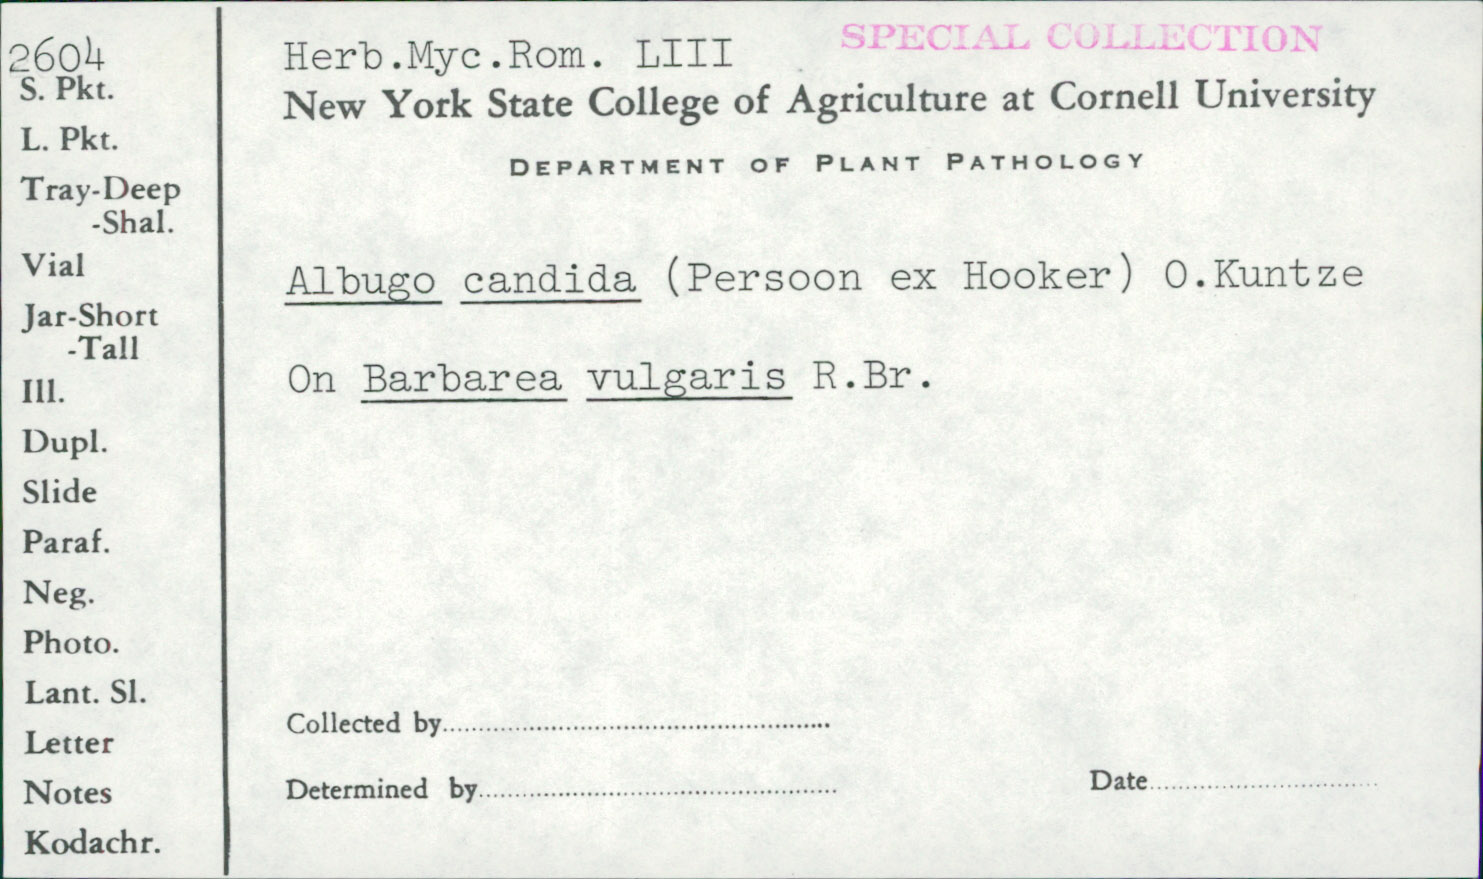 2604
S. Pkt.
L. Pkt.
Tray-Deep
-Shal.
Vial
Jar-Short
-Tall
Ill.
Dupl.
Slide
Paraf.
Neg.
Photo.
Lant. Sl.
Letter
Notes
Kodachr.
Herb.Myc.Rom. LIII
SPECIAL COLLECTION
New York State College of Agriculture at Cornell University
DEPARTMENT OF PLANT PATHOLOGY
Albugo candida (Persoon ex Hooker) O.Kuntze
On Barbarea vulgaris R.Br.
Collected by
Determined by
Date